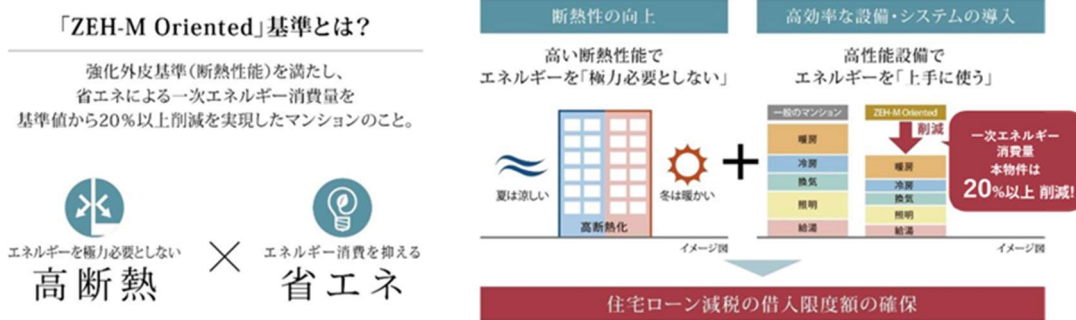 「ZEH-M Oriented」基準とは?
強化外皮基準(断熱性能)を満たし、
省エネによる一次エネルギー消費量を
基準値から20%以上削減を実現したマンションのこと。
エネルギーを極力必要としない
高断熱
×
エネルギー消費を抑える
省エネ
断熱性の向上
高い断熱性能で
エネルギーを「極力必要としない」
夏は涼しい
高断熱化
冬は暖かい
イメージ図
+
高効率な設備・システムの導入
高性能設備で
エネルギーを「上手に使う」
一般のマンション
暖房
冷房
換気
照明
給湯
ZEH-M Oriented
削減
暖房
冷房
換気
照明
給湯
一次エネルギー
消費量
本物件は
20%以上 削減!
イメージ図
住宅ローン減税の借入限度額の確保